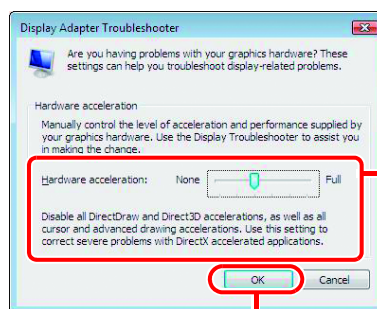 Display Adapter Troubleshooter
Are you having problems with your graphics hardware? These
settings can help you troubleshoot display-related problems.
Hardware acceleration
Manually control the level of acceleration and performance supplied by
your graphics hardware. Use the Display Troubleshooter to assist you
in making the change.
Hardware acceleration: None Full
Disable all DirectDraw and Direct3D accelerations, as well as all
cursor and advanced drawing accelerations. Use this setting to
correct severe problems with DirectX accelerated applications.
OK Cancel